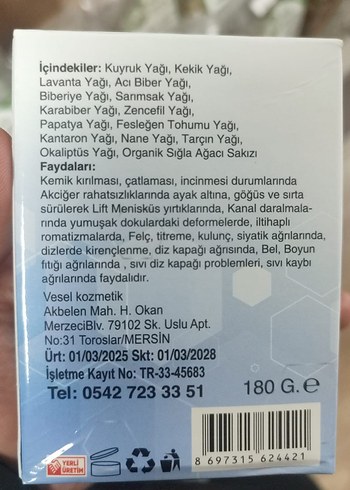 İçindekiler: Kuyruk Yağı, Kekik Yağı,
Lavanta Yağı, Acı Biber Yağı,
Biberiye Yağı, Sarımsak Yağı,
Karabiber Yağı, Zencefil Yağı,
Papatya Yağı, Fesleğen Tohumu Yağı,
Kantaron Yağı, Nane Yağı, Tarçın Yağı,
Okaliptüs Yağı, Organik Sığla Ağacı Sakızı
Faydaları:
Kemik kırılması, çatlaması, incinmesi durumlarında
Akciğer rahatsızlıklarında ayak altına, göğüs ve sırta
sürülerek Lift Menisküs yırtıklarında, Kanal daralmala-
rında yumuşak dokulardaki deformelerde, iltihaplı
romatizmalarda, Felç, titreme, kulunç, siyatik ağrılarında,
dizlerde kireçlenme, diz kapağı ağrısında, Bel, Boyun
fıtığı ağrılarında , sıvı diz kapağı problemleri, sıvı kaybı
ağrılarında faydalıdır.
Vesel kozmetik
Akbelen Mah. H. Okan
MerzeciBlv. 79102 Sk. Uslu Apt.
No:31 Toroslar/MERSİN
Ürt: 01/03/2025 Skt: 01/03/2028
İşletme Kayıt No: TR-33-45683
Tel: 0542 723 33 51
180 G.℮
YERLİ
ÜRETİM
8 697315 624421